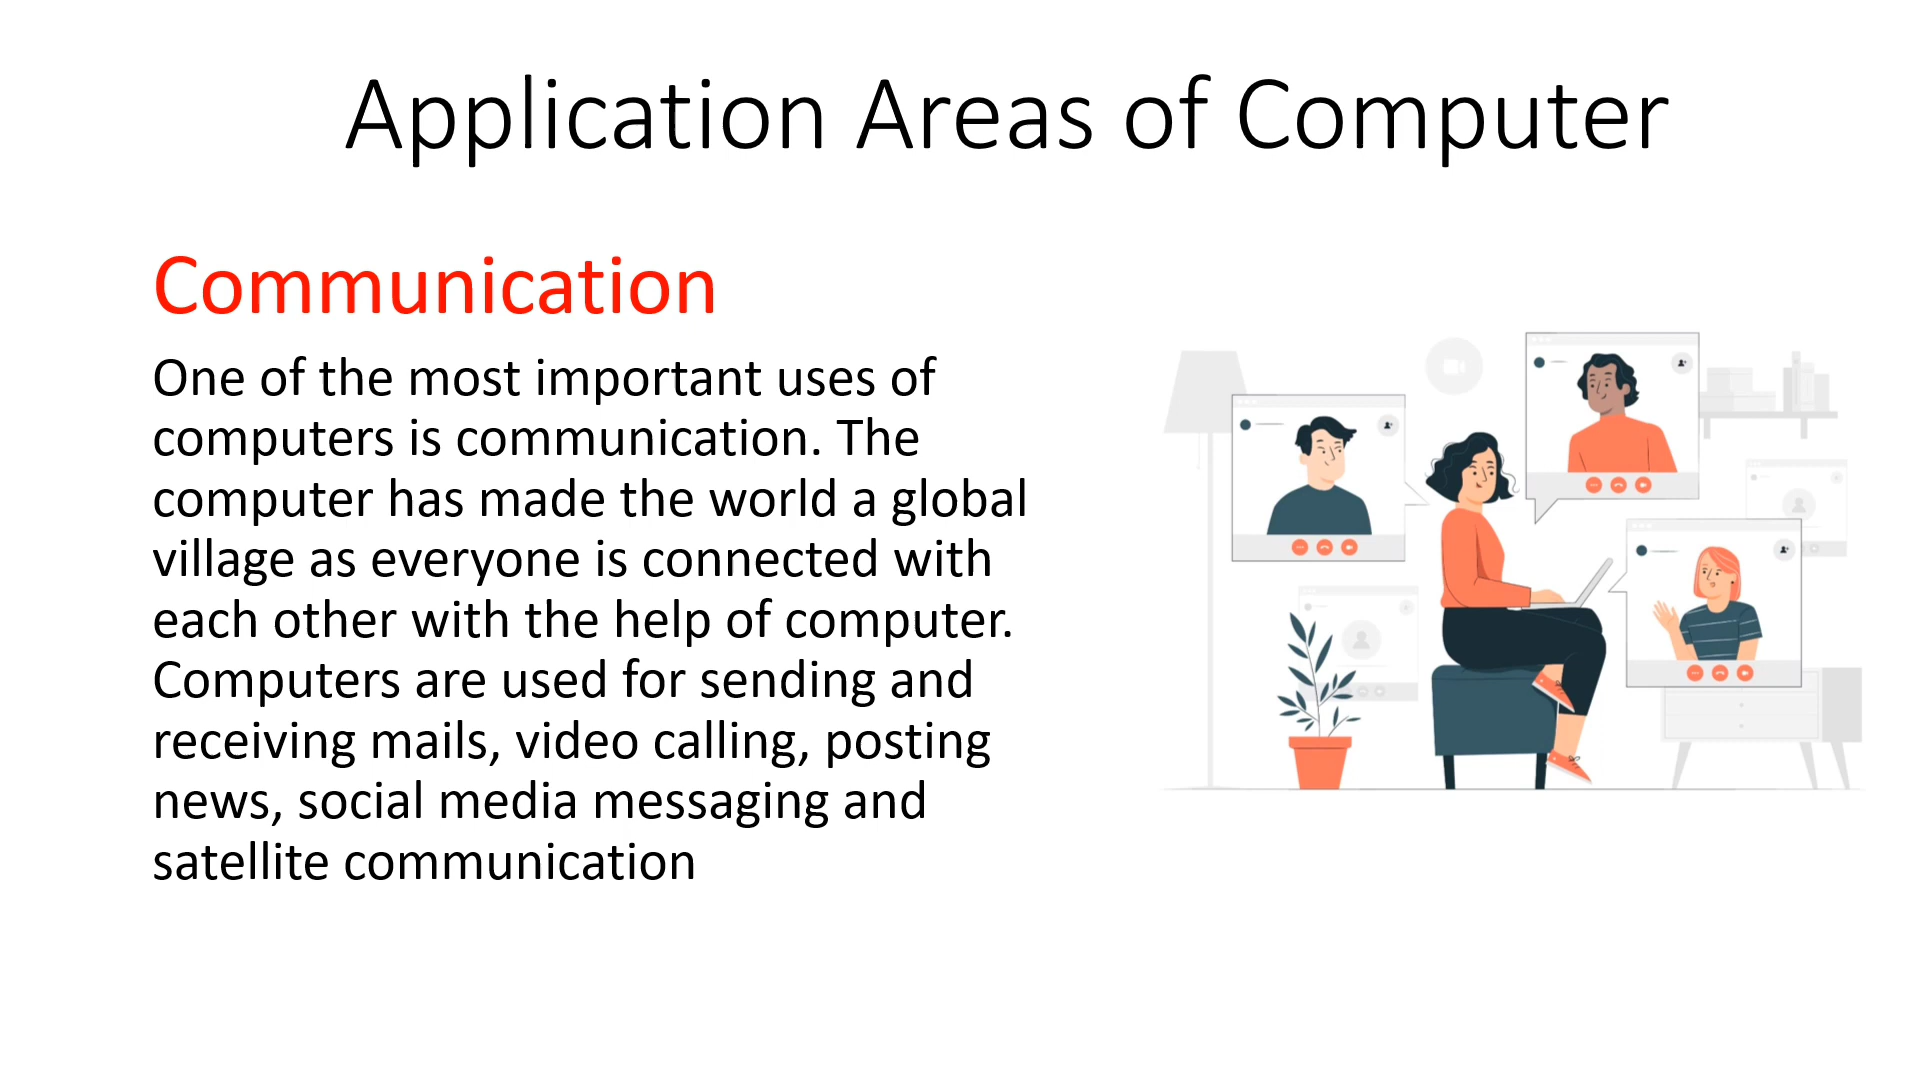 Application Areas of Computer
Communication
One of the most important uses of
computers is communication. The
computer has made the world a global
village as everyone is connected with
each other with the help of computer.
Computers are used for sending and
receiving mails, video calling, posting
news, social media messaging and
satellite communication